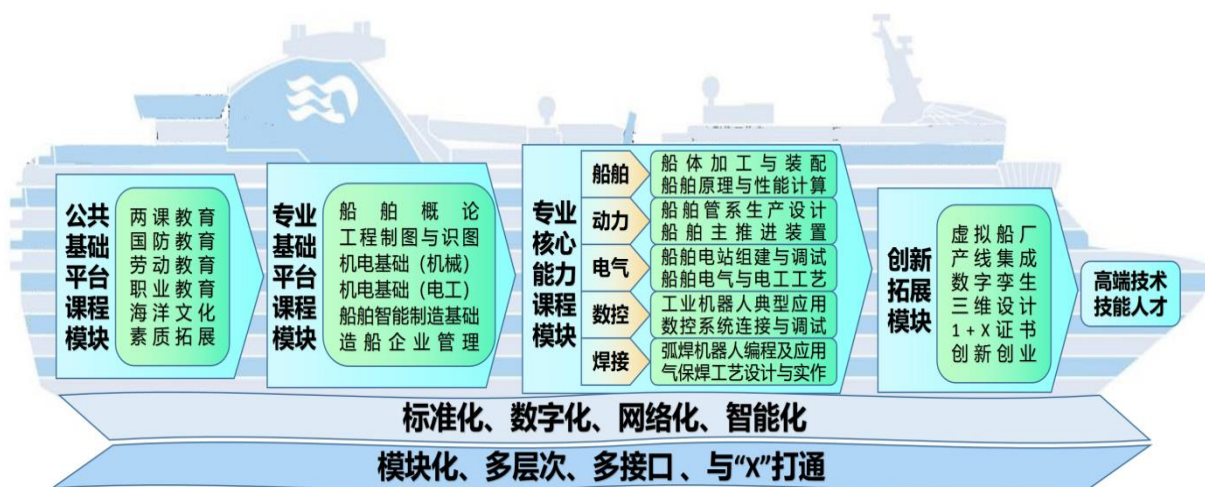 公共
基础
平台
课程
模块
两课教育
国防教育
劳动教育
职业教育
海洋文化
素质拓展
专业
基础
平台
课程
模块
船舶概论
工程制图与识图
机电基础（机械）
机电基础（电工）
船舶智能制造基础
造船企业管理
专业
核心
能力
课程
模块
船舶
船体加工与装配
船舶原理与性能计算
动力
船舶管系生产设计
船舶主推进装置
电气
船舶电站组建与调试
船舶电气与电工工艺
数控
工业机器人典型应用
数控系统连接与调试
焊接
弧焊机器人编程及应用
气保焊工艺设计与实作
创新
拓展
模块
虚拟船厂
产线集成
数字孪生
三维设计
1+X证书
创新创业
高端技术
技能人才
标准化、数字化、网络化、智能化
模块化、多层次、多接口、与“X”打通